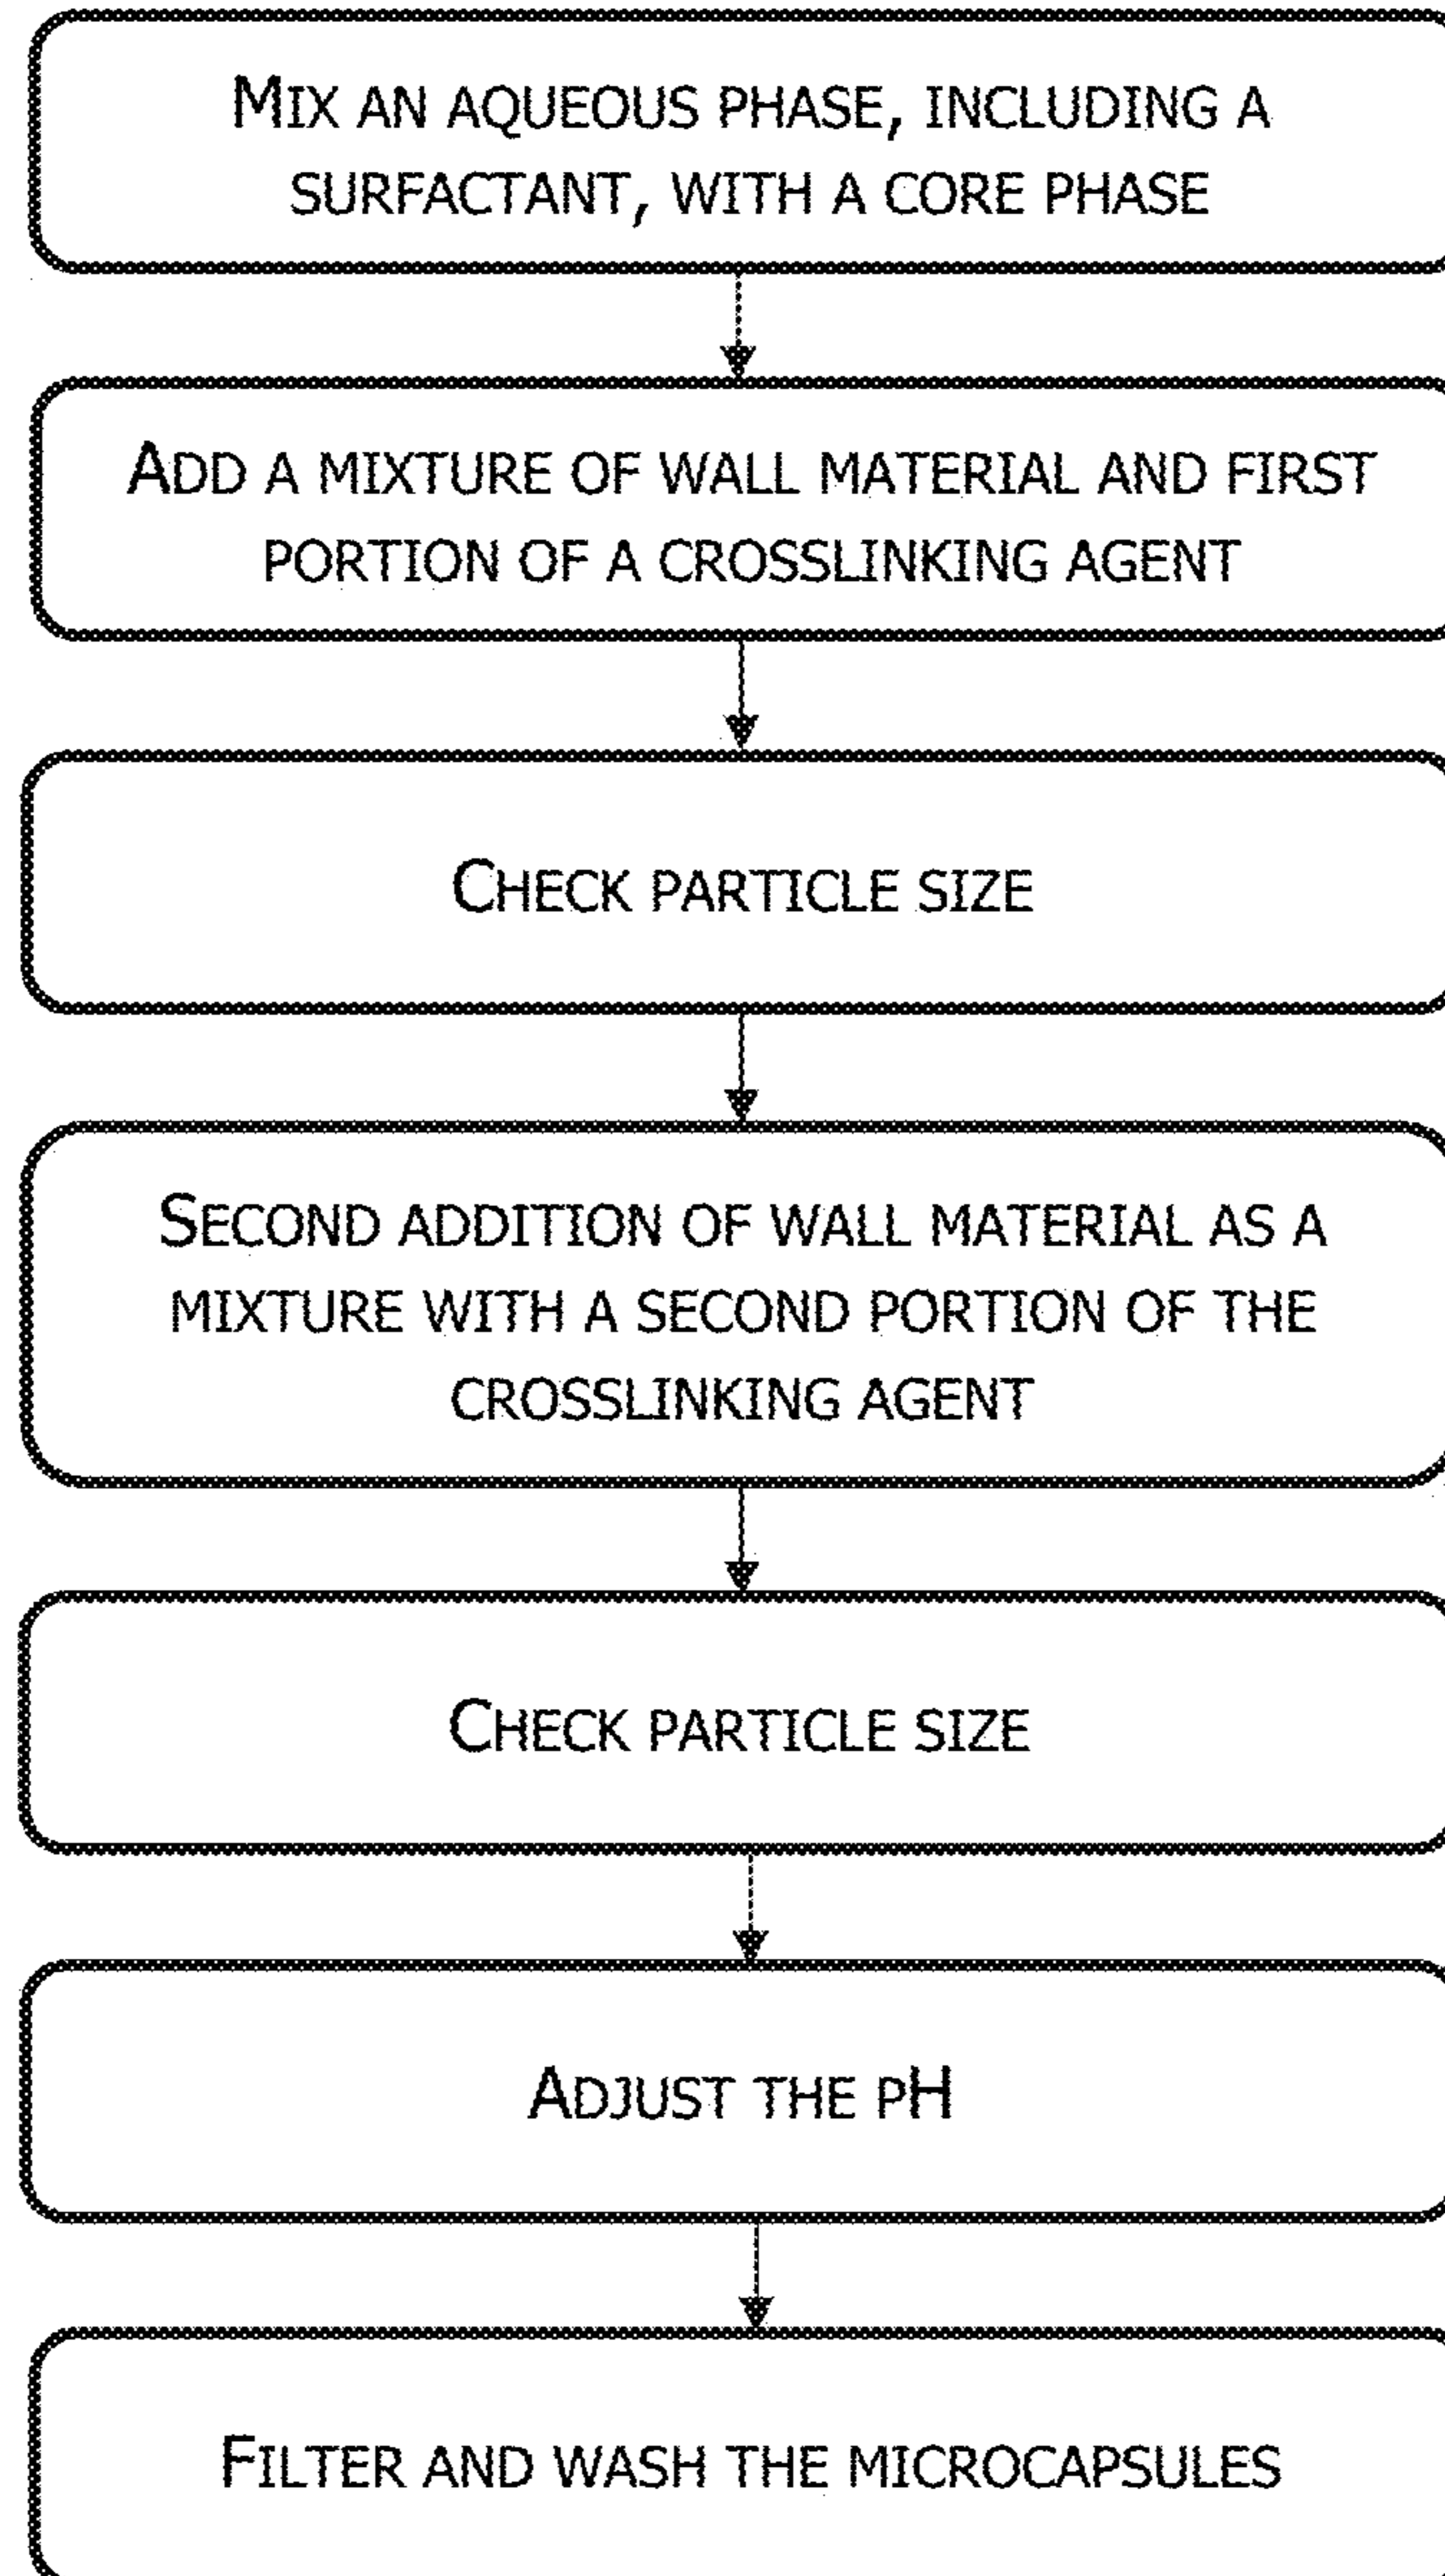 MIX AN AQUEOUS PHASE, INCLUDING A
SURFACTANT, WITH A CORE PHASE
ADD A MIXTURE OF WALL MATERIAL AND FIRST
PORTION OF A CROSSLINKING AGENT
CHECK PARTICLE SIZE
SECOND ADDITION OF WALL MATERIAL AS A
MIXTURE WITH A SECOND PORTION OF THE
CROSSLINKING AGENT
CHECK PARTICLE SIZE
ADJUST THE PH
FILTER AND WASH THE MICROCAPSULES